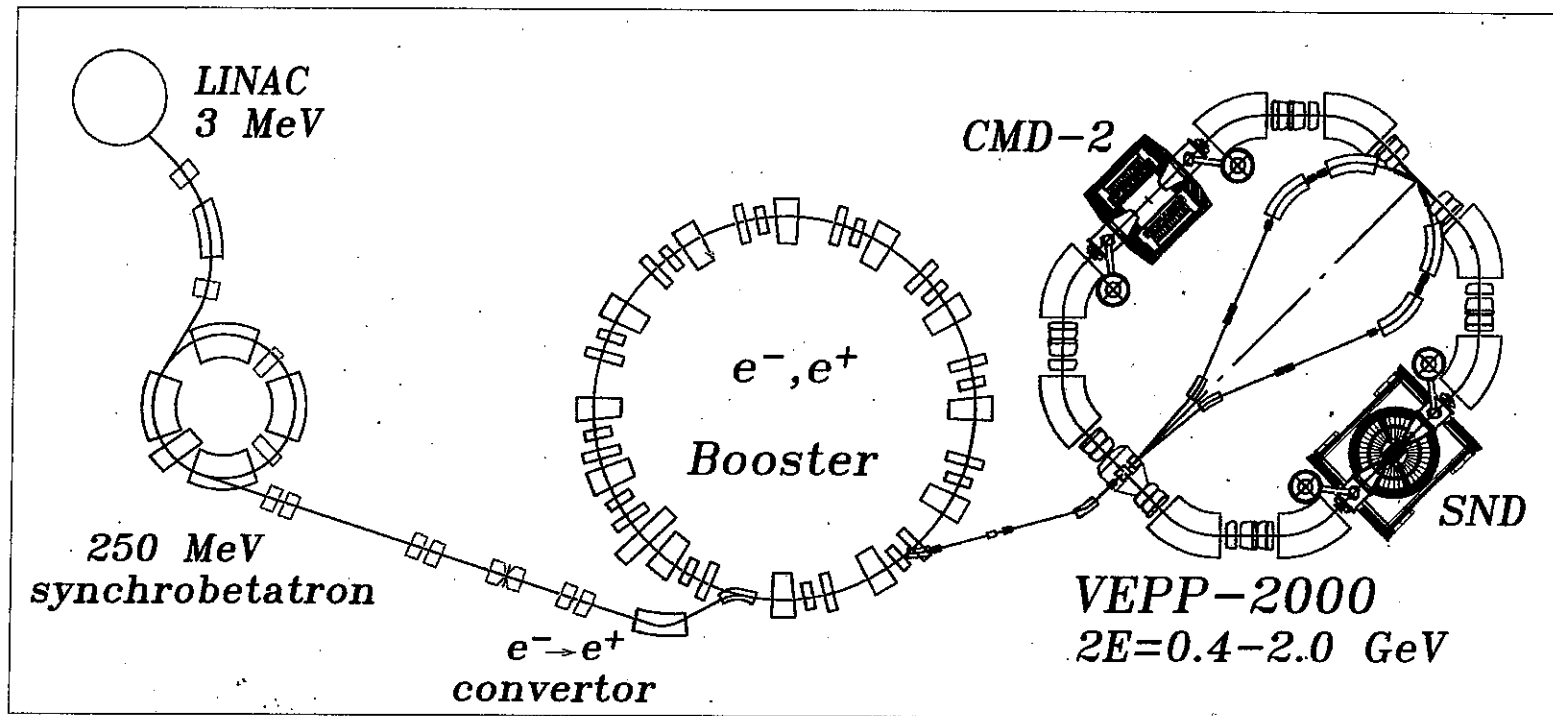 LINAC
3 MeV
CMD-2
e⁻,e⁺
Booster
SND
250 MeV
synchrobetatron
VEPP-2000
2E=0.4-2.0 GeV
e⁻→e⁺
convertor